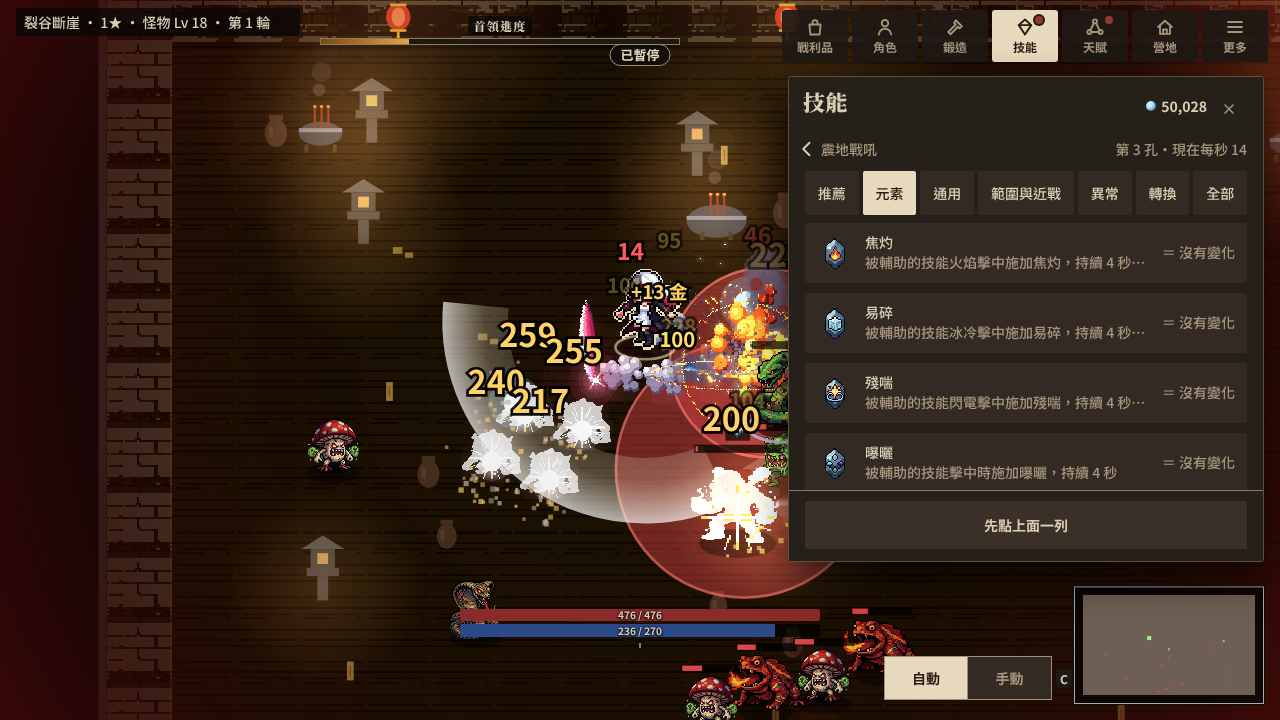 裂谷斷崖 · 1★ · 怪物 Lv 18 · 第 1 輪
首領進度
已暫停
戰利品
角色
鍛造
技能
天賦
營地
更多
技能
50,028
震地戰吼
第 3 孔・現在每秒 14
推薦
元素
通用
範圍與近戰
異常
轉換
全部
焦灼
被輔助的技能火焰擊中施加焦灼，持續 4 秒⋯
＝ 沒有變化
易碎
被輔助的技能冰冷擊中施加易碎，持續 4 秒⋯
＝ 沒有變化
殘喘
被輔助的技能閃電擊中施加殘喘，持續 4 秒⋯
＝ 沒有變化
曝曬
被輔助的技能擊中時施加曝曬，持續 4 秒
＝ 沒有變化
先點上面一列
14
95
46
22
+13 金
100
259
255
240
217
200
476 / 476
236 / 270
自動
手動
C